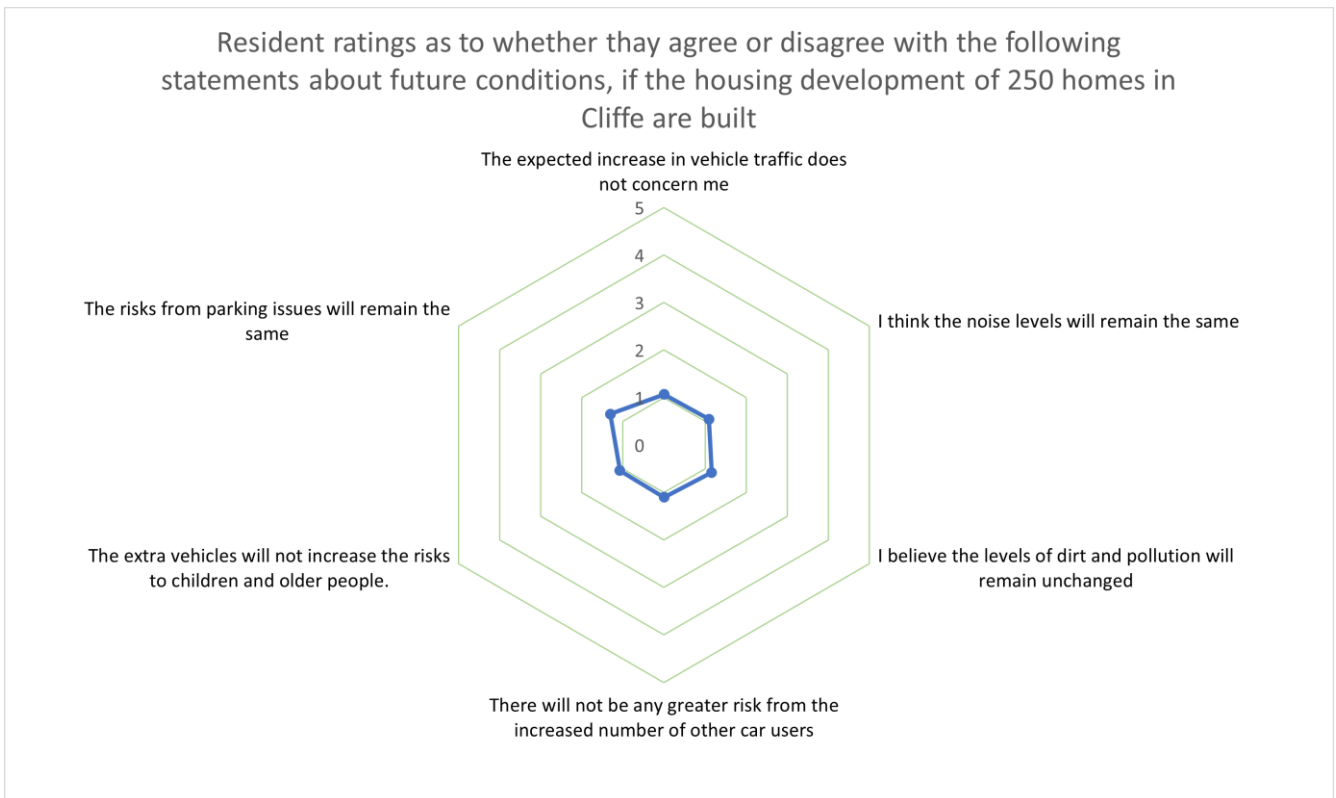 Resident ratings as to whether thay agree or disagree with the following
statements about future conditions, if the housing development of 250 homes in
Cliffe are built
The expected increase in vehicle traffic does
not concern me
5
4
3
2
1
0
The risks from parking issues will remain the
same
I think the noise levels will remain the same
The extra vehicles will not increase the risks
to children and older people.
I believe the levels of dirt and pollution will
remain unchanged
There will not be any greater risk from the
increased number of other car users